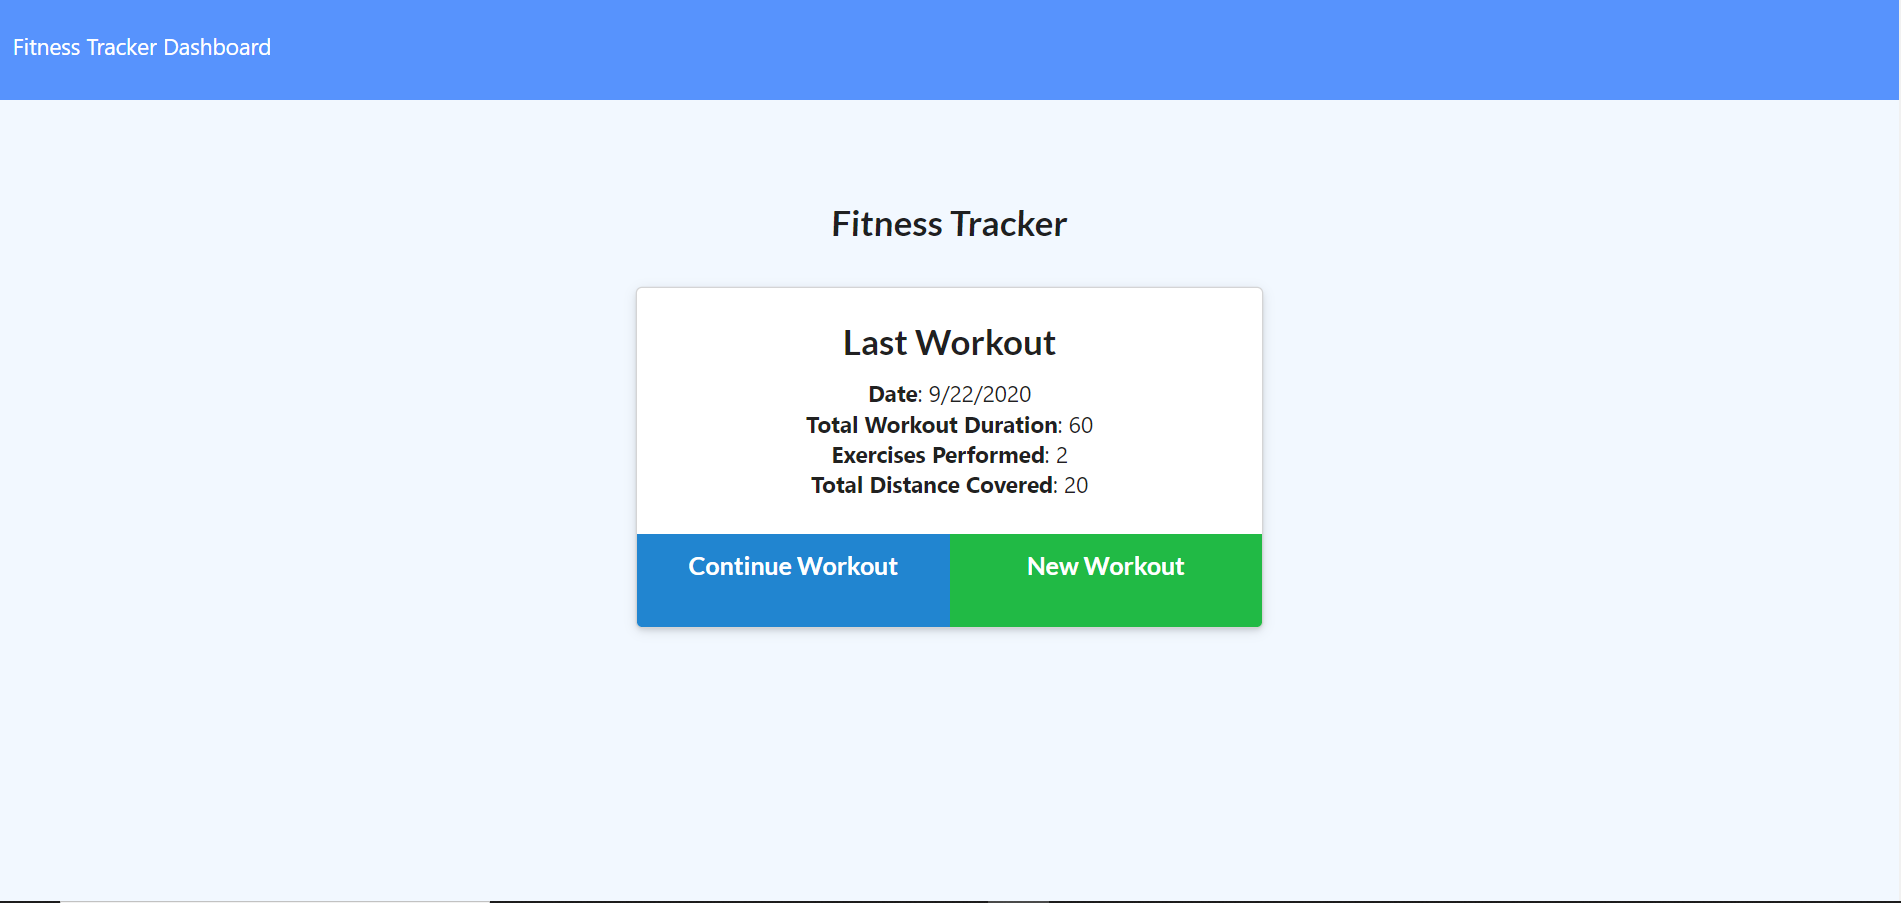 Fitness Tracker Dashboard
Fitness Tracker
Last Workout
Date: 9/22/2020
Total Workout Duration: 60
Exercises Performed: 2
Total Distance Covered: 20
Continue Workout
New Workout